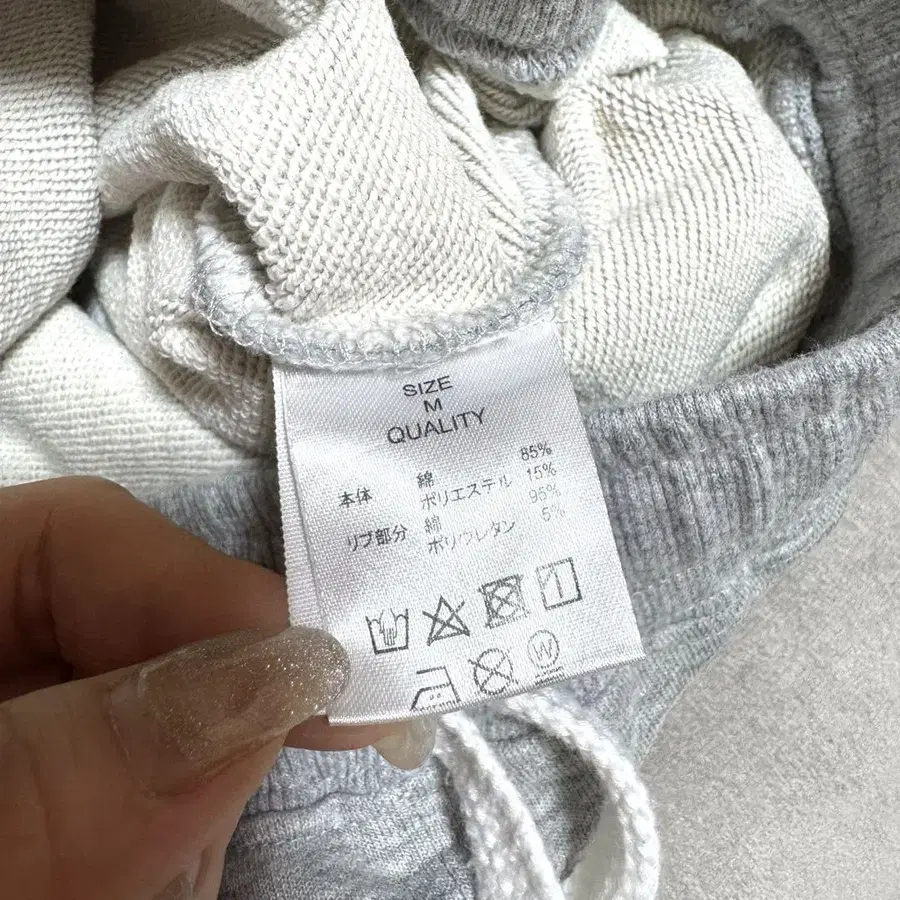 SIZE
M
QUALITY
本体 綿 85%
ポリエステル 15%
リブ部分 綿 95%
ポリウレタン 5%
W